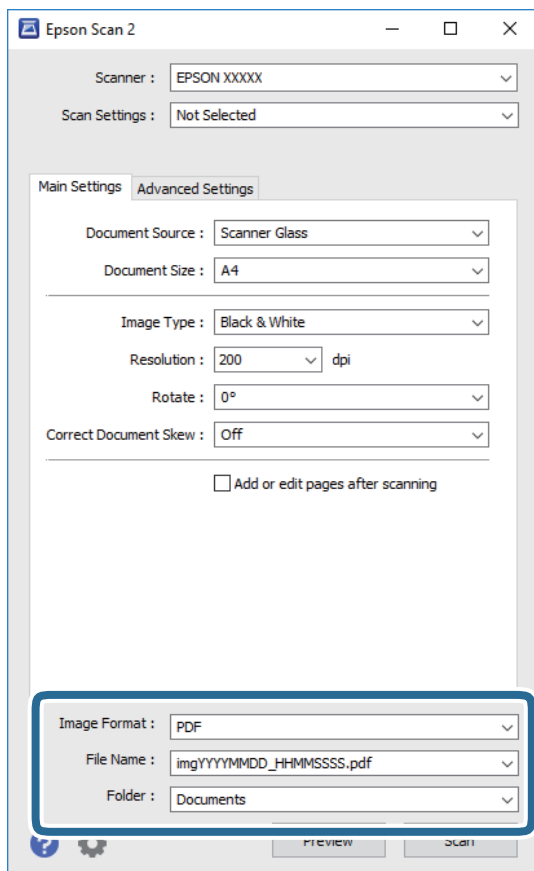 Epson Scan 2
Scanner : EPSON XXXXX
Scan Settings : Not Selected
Main Settings Advanced Settings
Document Source : Scanner Glass
Document Size : A4
Image Type : Black & White
Resolution : 200 dpi
Rotate : 0°
Correct Document Skew : Off
Add or edit pages after scanning
Image Format : PDF
File Name : imgYYYYMMDD_HHMMSSSS.pdf
Folder : Documents
? Preview Scan